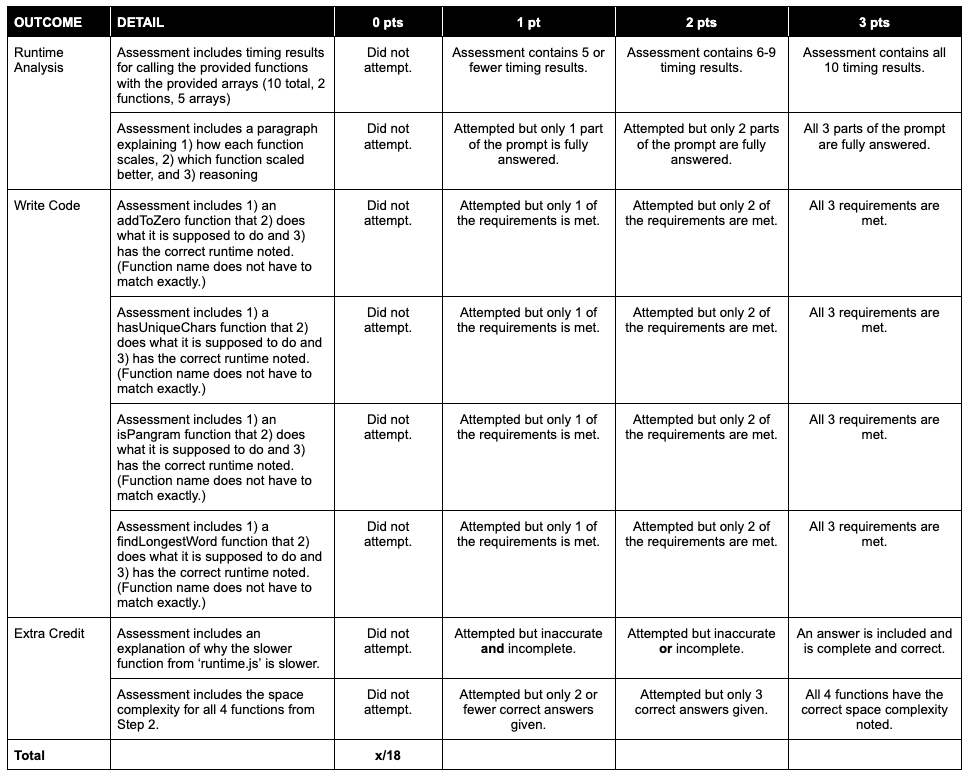 OUTCOME DETAIL 0 pts 1 pt 2 pts 3 pts
Runtime Analysis
Assessment includes timing results
for calling the provided functions
with the provided arrays (10 total, 2
functions, 5 arrays)
Did not
attempt.
Assessment contains 5 or
fewer timing results.
Assessment contains 6-9
timing results.
Assessment contains all
10 timing results.
Assessment includes a paragraph
explaining 1) how each function
scales, 2) which function scaled
better, and 3) reasoning
Did not
attempt.
Attempted but only 1 part
of the prompt is fully
answered.
Attempted but only 2 parts
of the prompt are fully
answered.
All 3 parts of the prompt
are fully answered.
Write Code
Assessment includes 1) an
addToZero function that 2) does
what it is supposed to do and 3)
has the correct runtime noted.
(Function name does not have to
match exactly.)
Did not
attempt.
Attempted but only 1 of
the requirements is met.
Attempted but only 2 of
the requirements are met.
All 3 requirements are
met.
Assessment includes 1) a
hasUniqueChars function that 2)
does what it is supposed to do and
3) has the correct runtime noted.
(Function name does not have to
match exactly.)
Did not
attempt.
Attempted but only 1 of
the requirements is met.
Attempted but only 2 of
the requirements are met.
All 3 requirements are
met.
Assessment includes 1) an
isPangram function that 2) does
what it is supposed to do and 3)
has the correct runtime noted.
(Function name does not have to
match exactly.)
Did not
attempt.
Attempted but only 1 of
the requirements is met.
Attempted but only 2 of
the requirements are met.
All 3 requirements are
met.
Assessment includes 1) a
findLongestWord function that 2)
does what it is supposed to do and
3) has the correct runtime noted.
(Function name does not have to
match exactly.)
Did not
attempt.
Attempted but only 1 of
the requirements is met.
Attempted but only 2 of
the requirements are met.
All 3 requirements are
met.
Extra Credit
Assessment includes an
explanation of why the slower
function from ‘runtime.js’ is slower.
Did not
attempt.
Attempted but inaccurate
and incomplete.
Attempted but inaccurate
or incomplete.
An answer is included and
is complete and correct.
Assessment includes the space
complexity for all 4 functions from
Step 2.
Did not
attempt.
Attempted but only 2 or
fewer correct answers
given.
Attempted but only 3
correct answers given.
All 4 functions have the
correct space complexity
noted.
Total x/18